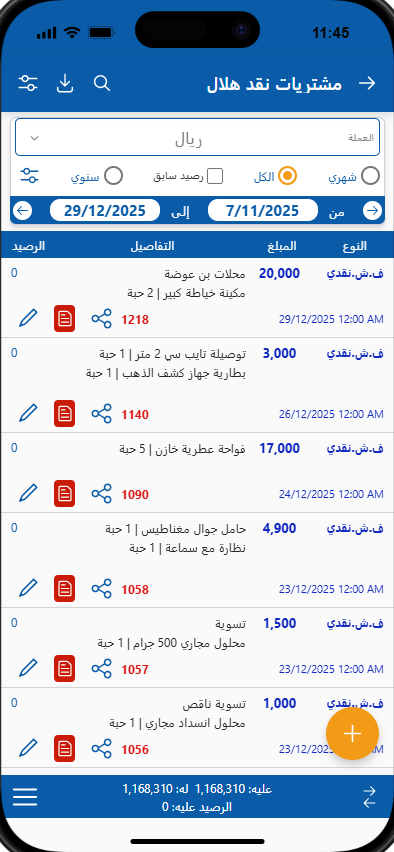 11:45
مشتريات نقد هلال
العملة
ريال
شهري
الكل
رصيد سابق
سنوي
من 7/11/2025 إلى 29/12/2025
النوع المبلغ التفاصيل الرصيد
ف.ش.نقدي 20,000 محلات بن عوضة 0
مكينة خياطة كبير | 2 حبة
29/12/2025 12:00 AM 1218
ف.ش.نقدي 3,000 توصيلة تايب سي 2 متر | 1 حبة 0
بطارية جهاز كشف الذهب | 1 حبة
26/12/2025 12:00 AM 1140
ف.ش.نقدي 17,000 فواحة عطرية خازن | 5 حبة 0
24/12/2025 12:00 AM 1090
ف.ش.نقدي 4,900 حامل جوال مغناطيس | 1 حبة 0
نظارة مع سماعة | 1 حبة
23/12/2025 12:00 AM 1058
ف.ش.نقدي 1,500 تسوية 0
محلول مجاري 500 جرام | 1 حبة
23/12/2025 12:00 AM 1057
ف.ش.نقدي 1,000 تسوية ناقص 0
محلول انسداد مجاري | 1 حبة
23/12/2025 AM 1056
عليه: 1,168,310 له: 1,168,310
الرصيد عليه: 0